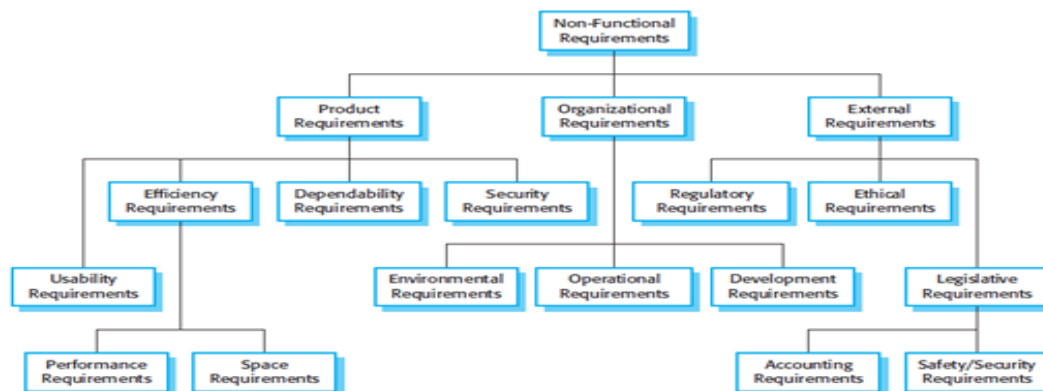 Non-Functional
Requirements
Product
Requirements
Organizational
Requirements
External
Requirements
Efficiency
Requirements
Dependability
Requirements
Security
Requirements
Regulatory
Requirements
Ethical
Requirements
Usability
Requirements
Environmental
Requirements
Operational
Requirements
Development
Requirements
Legislative
Requirements
Performance
Requirements
Space
Requirements
Accounting
Requirements
Safety/Security
Requirements